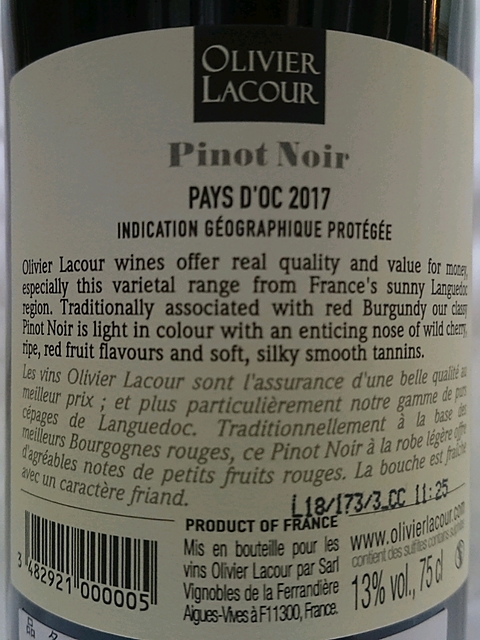 OLIVIER
LACOUR
Pinot Noir
PAYS D'OC 2017
INDICATION GÉOGRAPHIQUE PROTÉGÉE
Olivier Lacour wines offer real quality and value for money,
especially this varietal range from France's sunny Languedoc
region. Traditionally associated with red Burgundy our classy
Pinot Noir is light in colour with an enticing nose of wild cherry,
ripe, red fruit flavours and soft, silky smooth tannins.
Les vins Olivier Lacour sont l'assurance d'une belle qualité au
meilleur prix ; et plus particulièrement notre gamme de purs
cépages de Languedoc. Traditionnellement à la base des
meilleurs Bourgognes rouges, ce Pinot Noir à la robe légère offre
d'agréables notes de petits fruits rouges. La bouche est fraîche
avec un caractère friand.
L18/173/3_CC 11:25
PRODUCT OF FRANCE
Mis en bouteille pour les
vins Olivier Lacour par Sarl
Vignobles de la Ferrandière
Aigues-Vives à F11300, France.
www.olivierlacour.com
contient des sulfites contains sulphites
13% vol., 75 cl
3 482921 000005
品